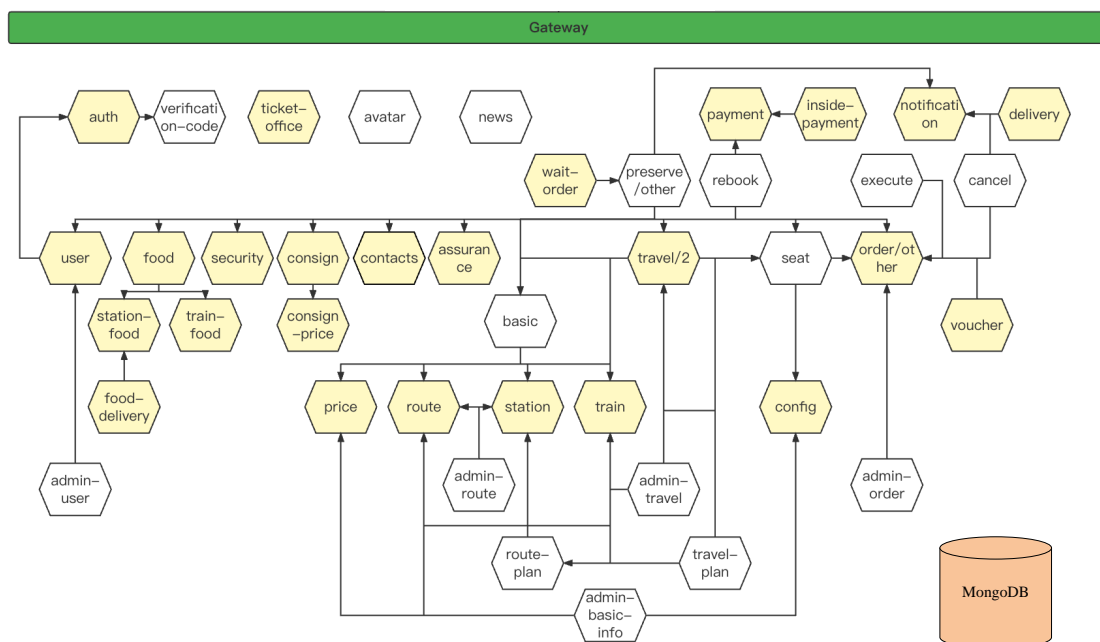 Gateway
auth
verificati
on–code
ticket–
office
avatar
news
payment
inside–
payment
notificati
on
delivery
wait–
order
preserve
/other
rebook
execute
cancel
user
food
security
consign
contacts
assura
nce
travel/2
seat
order/ot
her
station–
food
train–
food
consign
–price
basic
voucher
food–
delivery
price
route
station
train
config
admin–
user
admin–
route
admin–
travel
admin–
order
route–
plan
travel–
plan
admin–
basic–
info
MongoDB